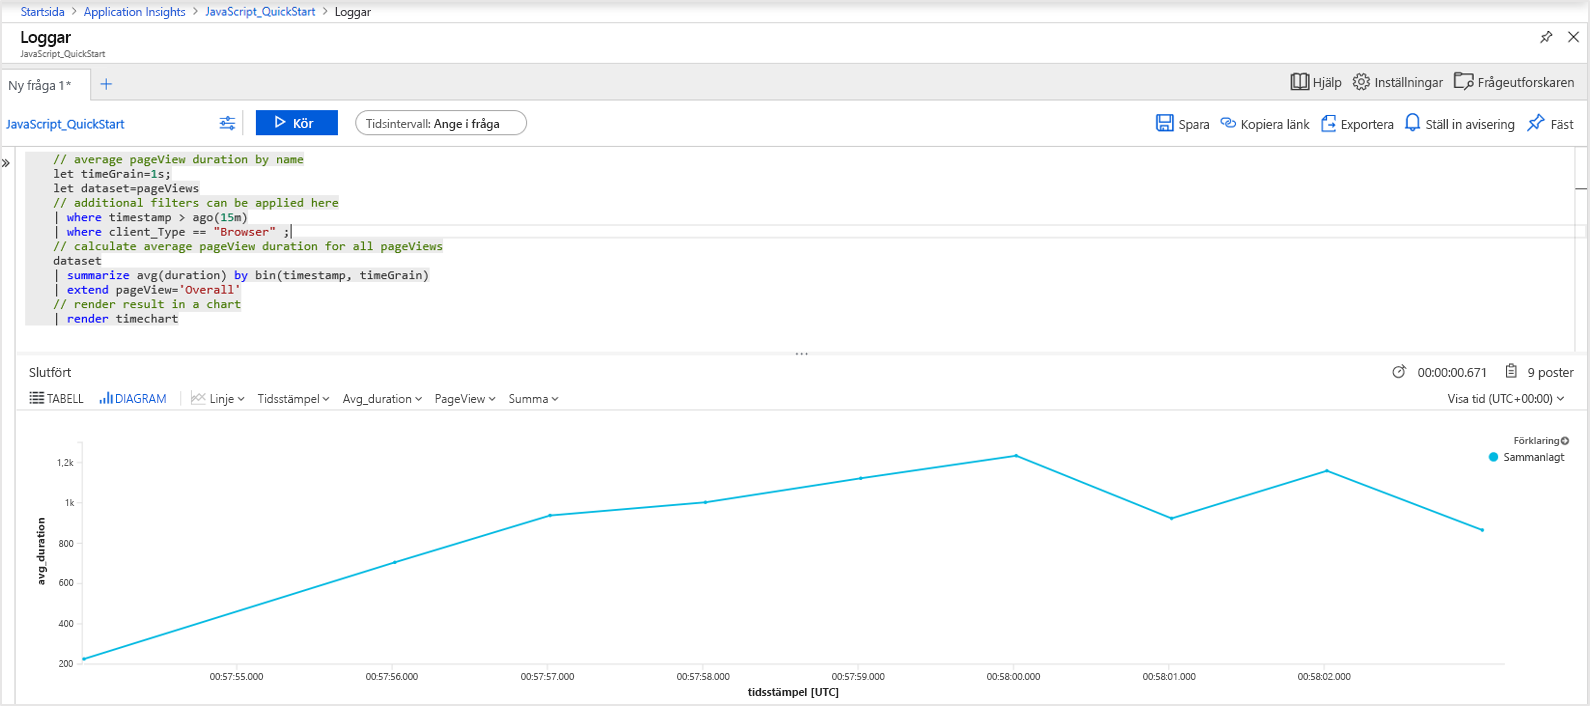 Startsida > Application Insights > JavaScript_QuickStart > Loggar
Loggar
JavaScript_QuickStart
Ny fråga 1* +
Hjälp Inställningar Frågeutforskaren
JavaScript_QuickStart Kör Tidsintervall: Ange i fråga Spara Kopiera länk Exportera Ställ in avisering Fäst
// average pageView duration by name
let timeGrain=1s;
let dataset=pageViews
// additional filters can be applied here
| where timestamp > ago(15m)
| where client_Type == "Browser" ;
// calculate average pageView duration for all pageViews
dataset
| summarize avg(duration) by bin(timestamp, timeGrain)
| extend pageView='Overall'
// render result in a chart
| render timechart
Slutfört 00:00:00.671 9 poster
TABELL DIAGRAM Linje Tidsstämpel Avg_duration PageView Summa Visa tid (UTC+00:00)
Förklaring
Sammanlagt
1,2k
1k
800
600
400
200
avg_duration
00:57:55.000 00:57:56.000 00:57:57.000 00:57:58.000 00:57:59.000 00:58:00.000 00:58:01.000 00:58:02.000
tidsstämpel [UTC]